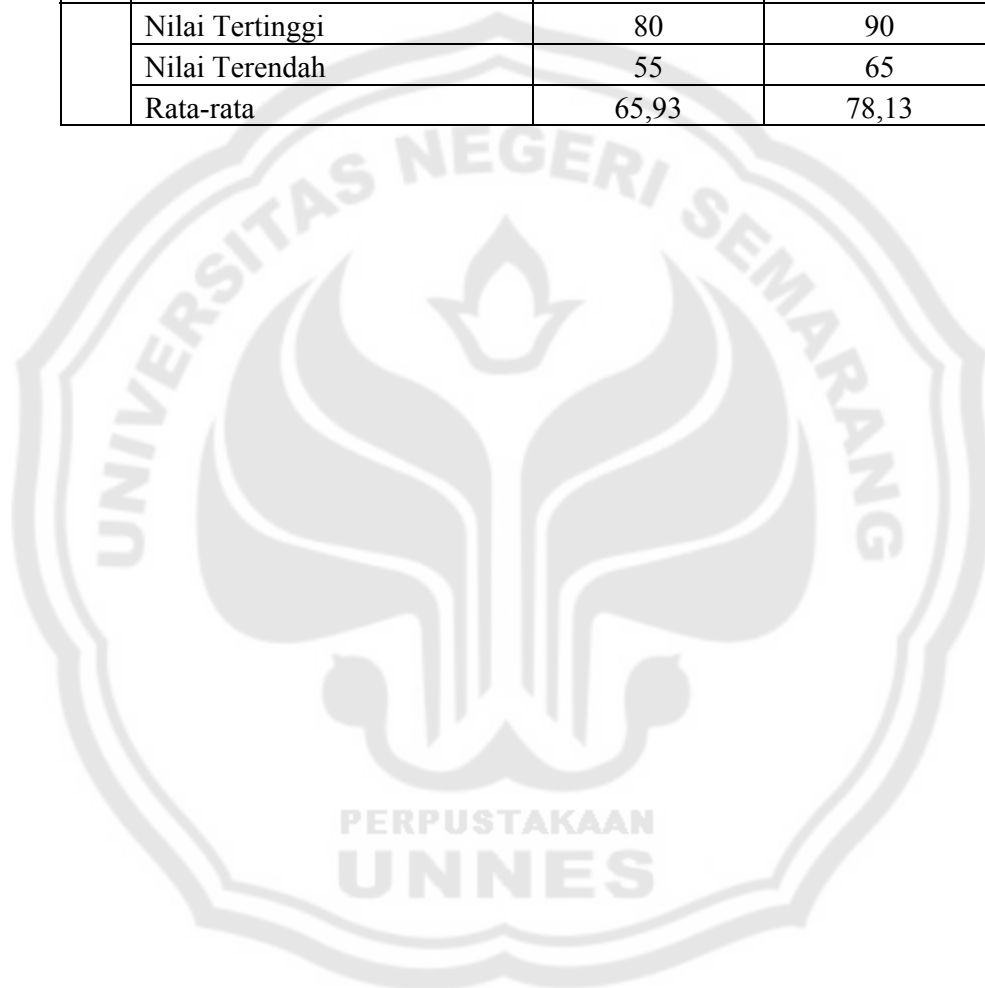 Nilai Tertinggi 80 90
Nilai Terendah 55 65
Rata-rata 65,93 78,13
UNIVERSITAS NEGERI SEMARANG
PERPUSTAKAAN
UNNES